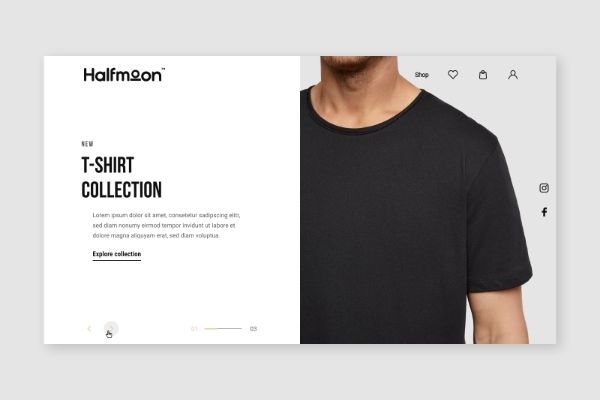 Halfmoon™
Shop
NEW
T-SHIRT
COLLECTION
Lorem ipsum dolor sit amet, consetetur sadipscing elitr,
sed diam nonumy eirmod tempor invidunt ut labore et
dolore magna aliquyam erat, sed diam voluptua.
Explore collection
01
03